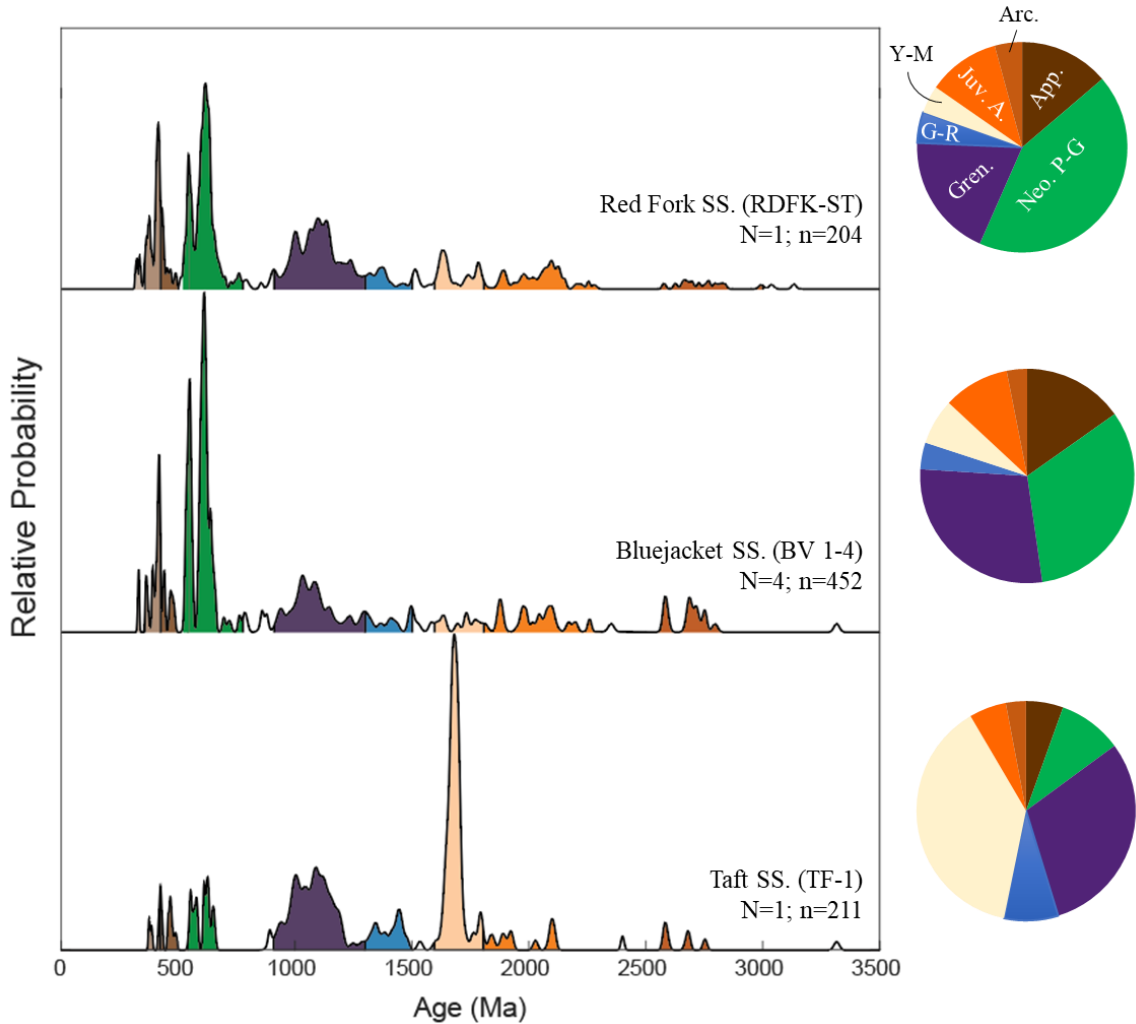 Arc.
Y-M
Juv. A.
App.
G-R
Neo. P-G
Gren.
Red Fork SS. (RDFK-ST)
N=1; n=204
Relative Probability
Bluejacket SS. (BV 1-4)
N=4; n=452
Taft SS. (TF-1)
N=1; n=211
0 500 1000 1500 2000 2500 3000 3500
Age (Ma)